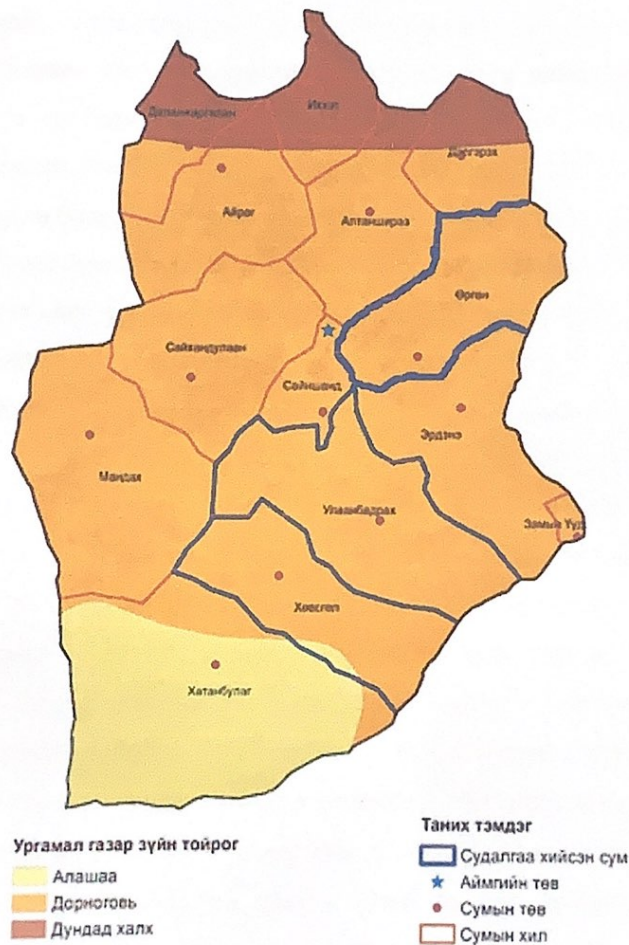 Даланжаргалан
Иххэт
Дэлгэрэх
Айраг
Алтанширээ
Өргөн
Сайхандулаан
Сайншанд
Эрдэнэ
Мандах
Улаанбадрах
Замын Үүд
Хөвсгөл
Хатанбулаг
Ургамал газар зүйн тойрог
Алашаа
Дорноговь
Дундад халх
Таних тэмдэг
Судалгаа хийсэн сум
Аймгийн төв
Сумын төв
Сумын хил